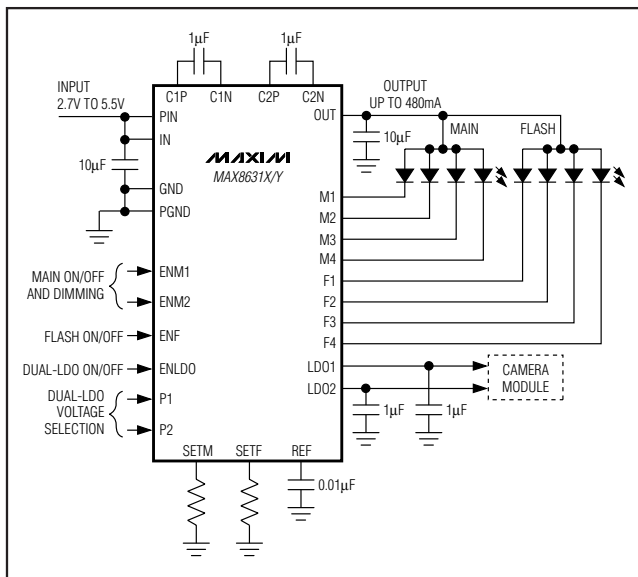 1µF
1µF
INPUT
2.7V TO 5.5V
OUTPUT
UP TO 480mA
C1P
C1N
C2P
C2N
PIN
OUT
IN
10µF
MAIN
FLASH
10µF
MAXIM
MAX8631X/Y
GND
PGND
M1
M2
M3
M4
MAIN ON/OFF
AND DIMMING
ENM1
ENM2
F1
F2
F3
F4
FLASH ON/OFF
ENF
DUAL-LDO ON/OFF
ENLDO
LDO1
LDO2
CAMERA
MODULE
DUAL-LDO
VOLTAGE
SELECTION
P1
P2
1µF
1µF
SETM
SETF
REF
0.01µF